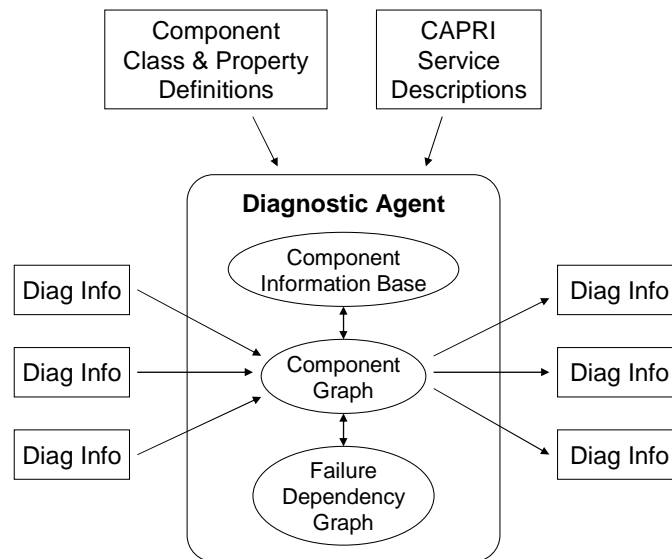 Component
Class & Property
Definitions
CAPRI
Service
Descriptions
Diagnostic Agent
Component
Information Base
Diag Info
Diag Info
Diag Info
Component
Graph
Diag Info
Diag Info
Diag Info
Failure
Dependency
Graph